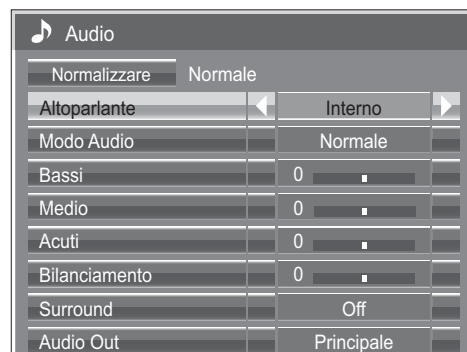 Audio
Normalizzare Normale
Altoparlante Interno
Modo Audio Normale
Bassi 0
Medio 0
Acuti 0
Bilanciamento 0
Surround Off
Audio Out Principale